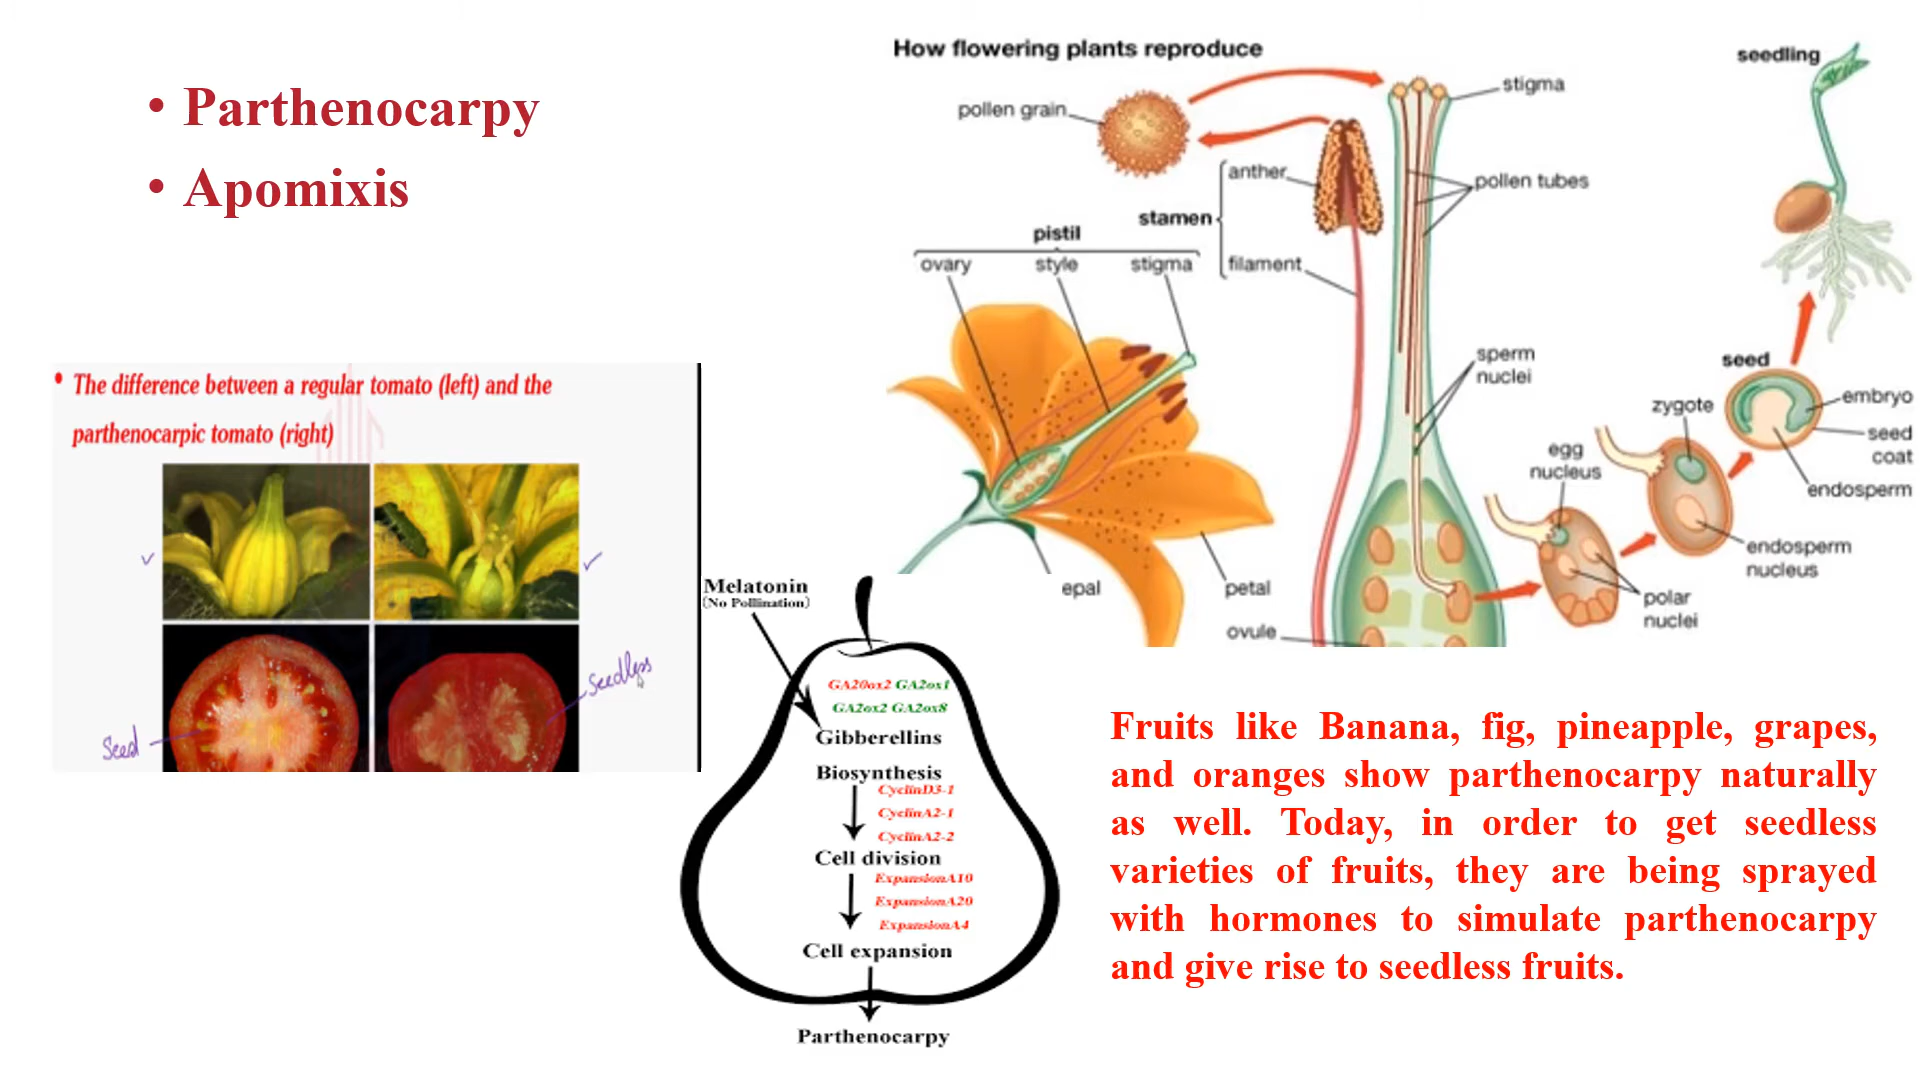 • Parthenocarpy
• Apomixis
How flowering plants reproduce
pollen grain
stigma
anther
stamen
filament
pollen tubes
pistil
ovary style stigma
sperm
nuclei
seedling
seed
embryo
seed
coat
endosperm
zygote
egg
nucleus
endosperm
nucleus
polar
nuclei
epal
petal
ovule
• The difference between a regular tomato (left) and the
parthenocarpic tomato (right)
Seed
Seedless
Melatonin
(No Pollination)
GA20ox2 GA2ox1
GA2ox2 GA2ox8
Gibberellins
Biosynthesis
CyclinD3-1
CyclinA2-1
CyclinA2-2
Cell division
ExpansionA10
ExpansionA20
ExpansionA4
Cell expansion
Parthenocarpy
Fruits like Banana, fig, pineapple, grapes,
and oranges show parthenocarpy naturally
as well. Today, in order to get seedless
varieties of fruits, they are being sprayed
with hormones to simulate parthenocarpy
and give rise to seedless fruits.